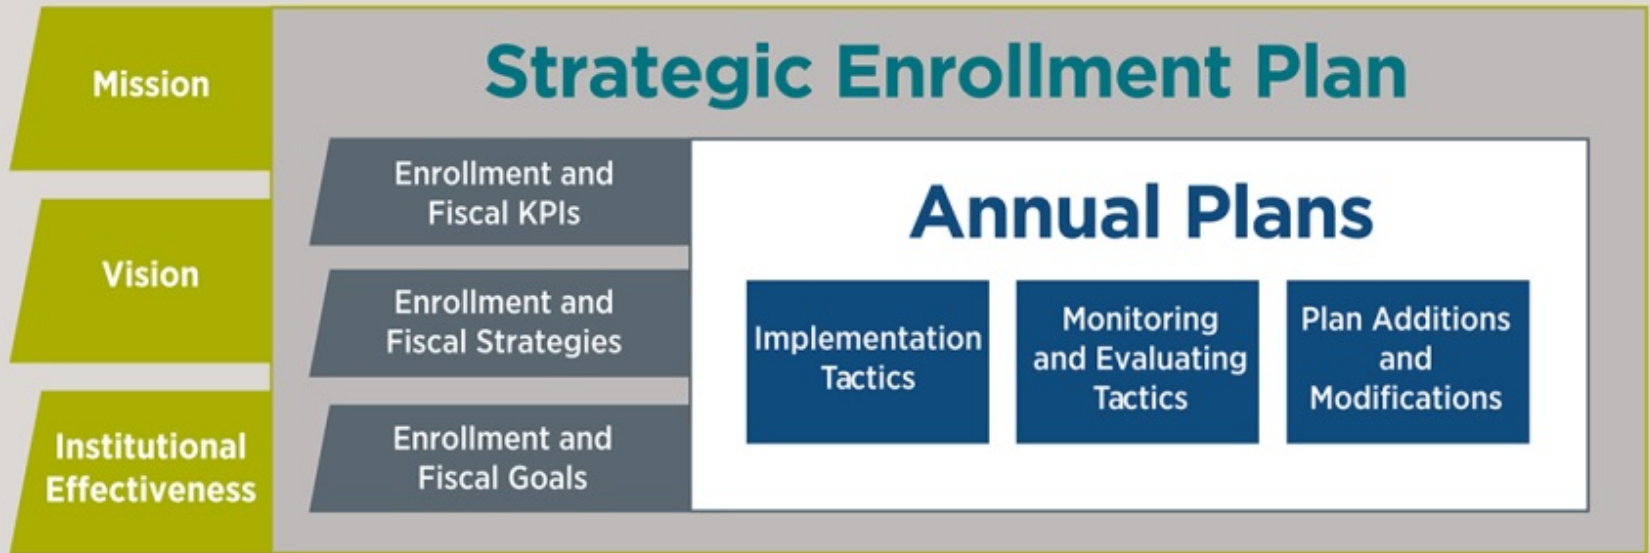 Mission
Vision
Institutional
Effectiveness
Strategic Enrollment Plan
Enrollment and
Fiscal KPIs
Enrollment and
Fiscal Strategies
Enrollment and
Fiscal Goals
Annual Plans
Implementation
Tactics
Monitoring
and Evaluating
Tactics
Plan Additions
and
Modifications